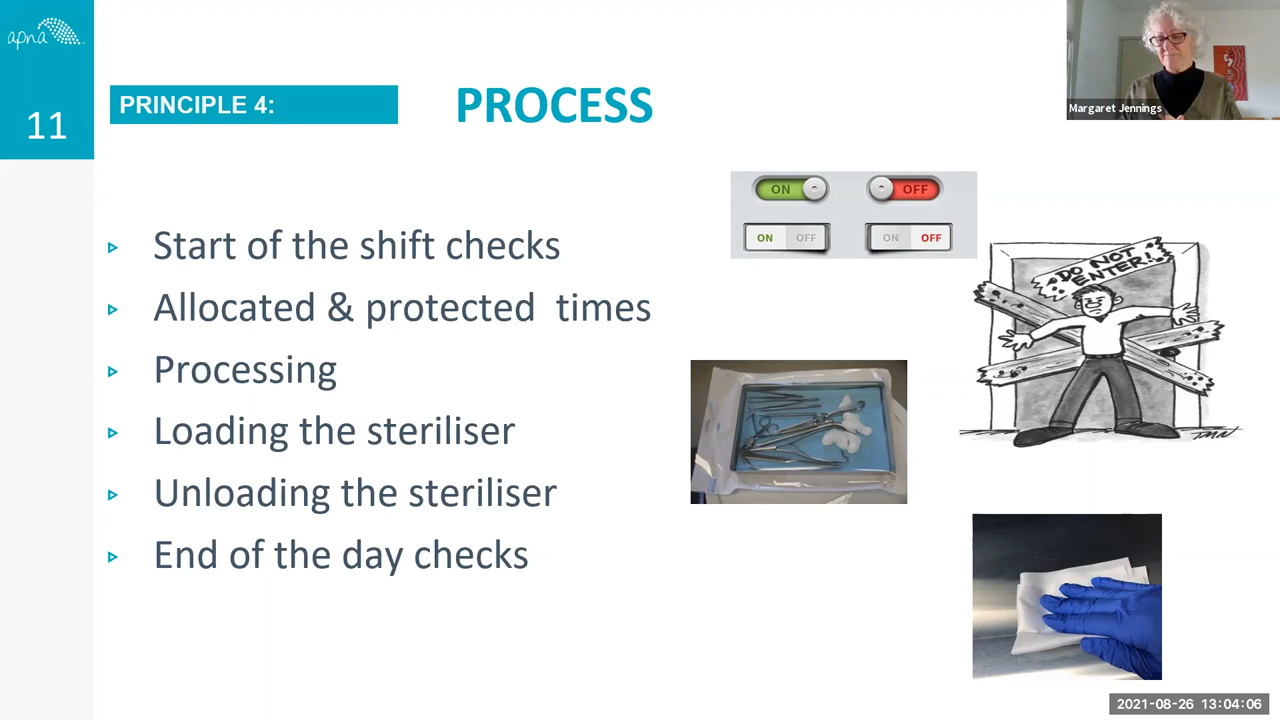 apna
11
PRINCIPLE 4:
PROCESS
Margaret Jennings
ON
OFF
ON OFF
ON OFF
DO NOT
ENTER!
Start of the shift checks
Allocated & protected times
Processing
Loading the steriliser
Unloading the steriliser
End of the day checks
2021-08-26 13:04:06